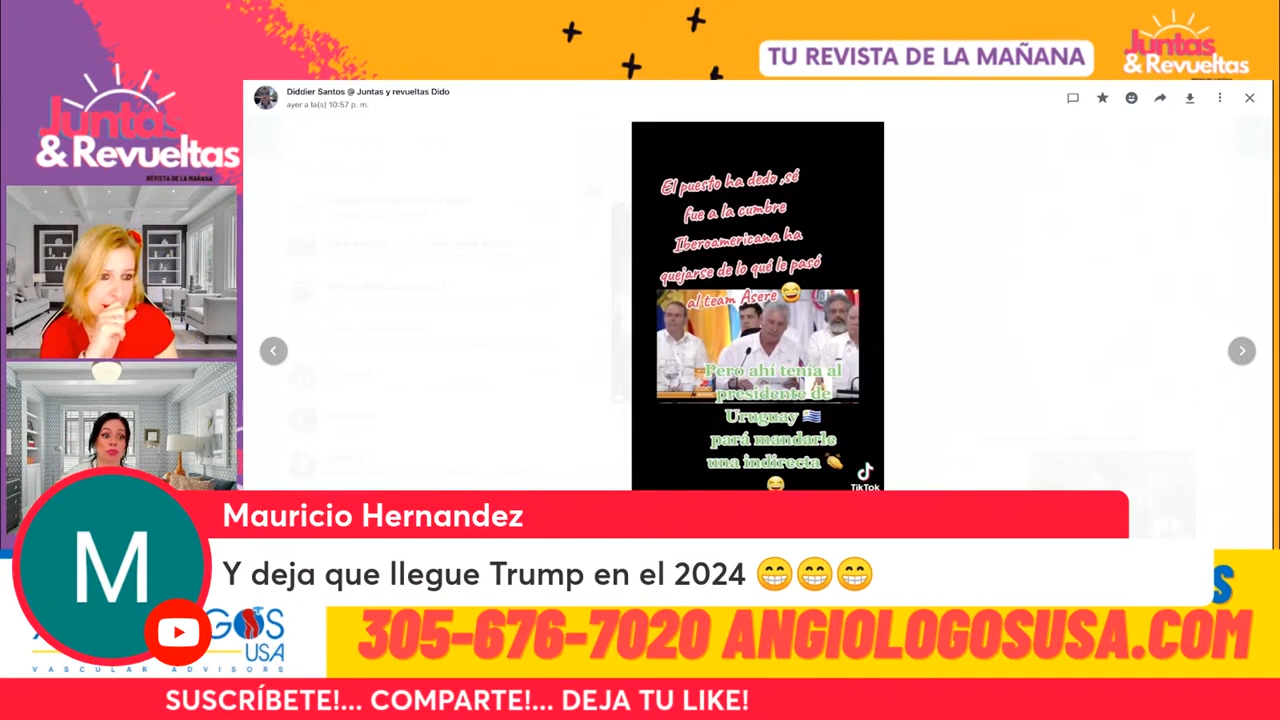 TU REVISTA DE LA MAÑANA
Juntas
& Revueltas
Juntas
& Revueltas
REVISTA DE LA MAÑANA
Diddier Santos @ Juntas y revueltas Dido
ayer a la(s) 10:57 p. m.
El puesto ha dedo ,sé
fue a la cumbre
Iberoamericana ha
quejarse de lo qué le pasó
al team Asere 😂
Pero ahí tenía al
presidente de
Uruguay 🇺🇾
pará mandarle
una indirecta 👏
😂
TikTok
M
Mauricio Hernandez
Y deja que llegue Trump en el 2024 😁😁😁
USA
VASCULAR ADVISORS
305-676-7020 ANGIOLOGOSUSA.COM
SUSCRÍBETE!... COMPARTE!... DEJA TU LIKE!